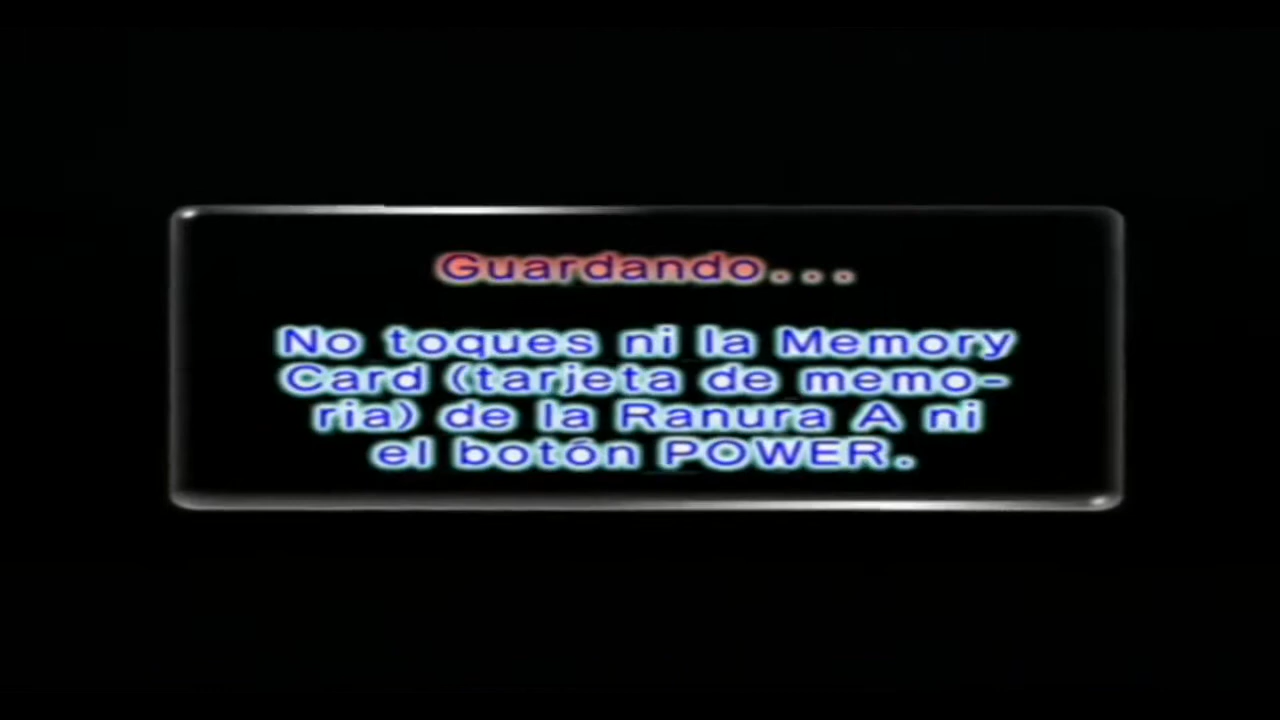 Guardando...
No toques ni la Memory
Card (tarjeta de memo-
ria) de la Ranura A ni
el botón POWER.